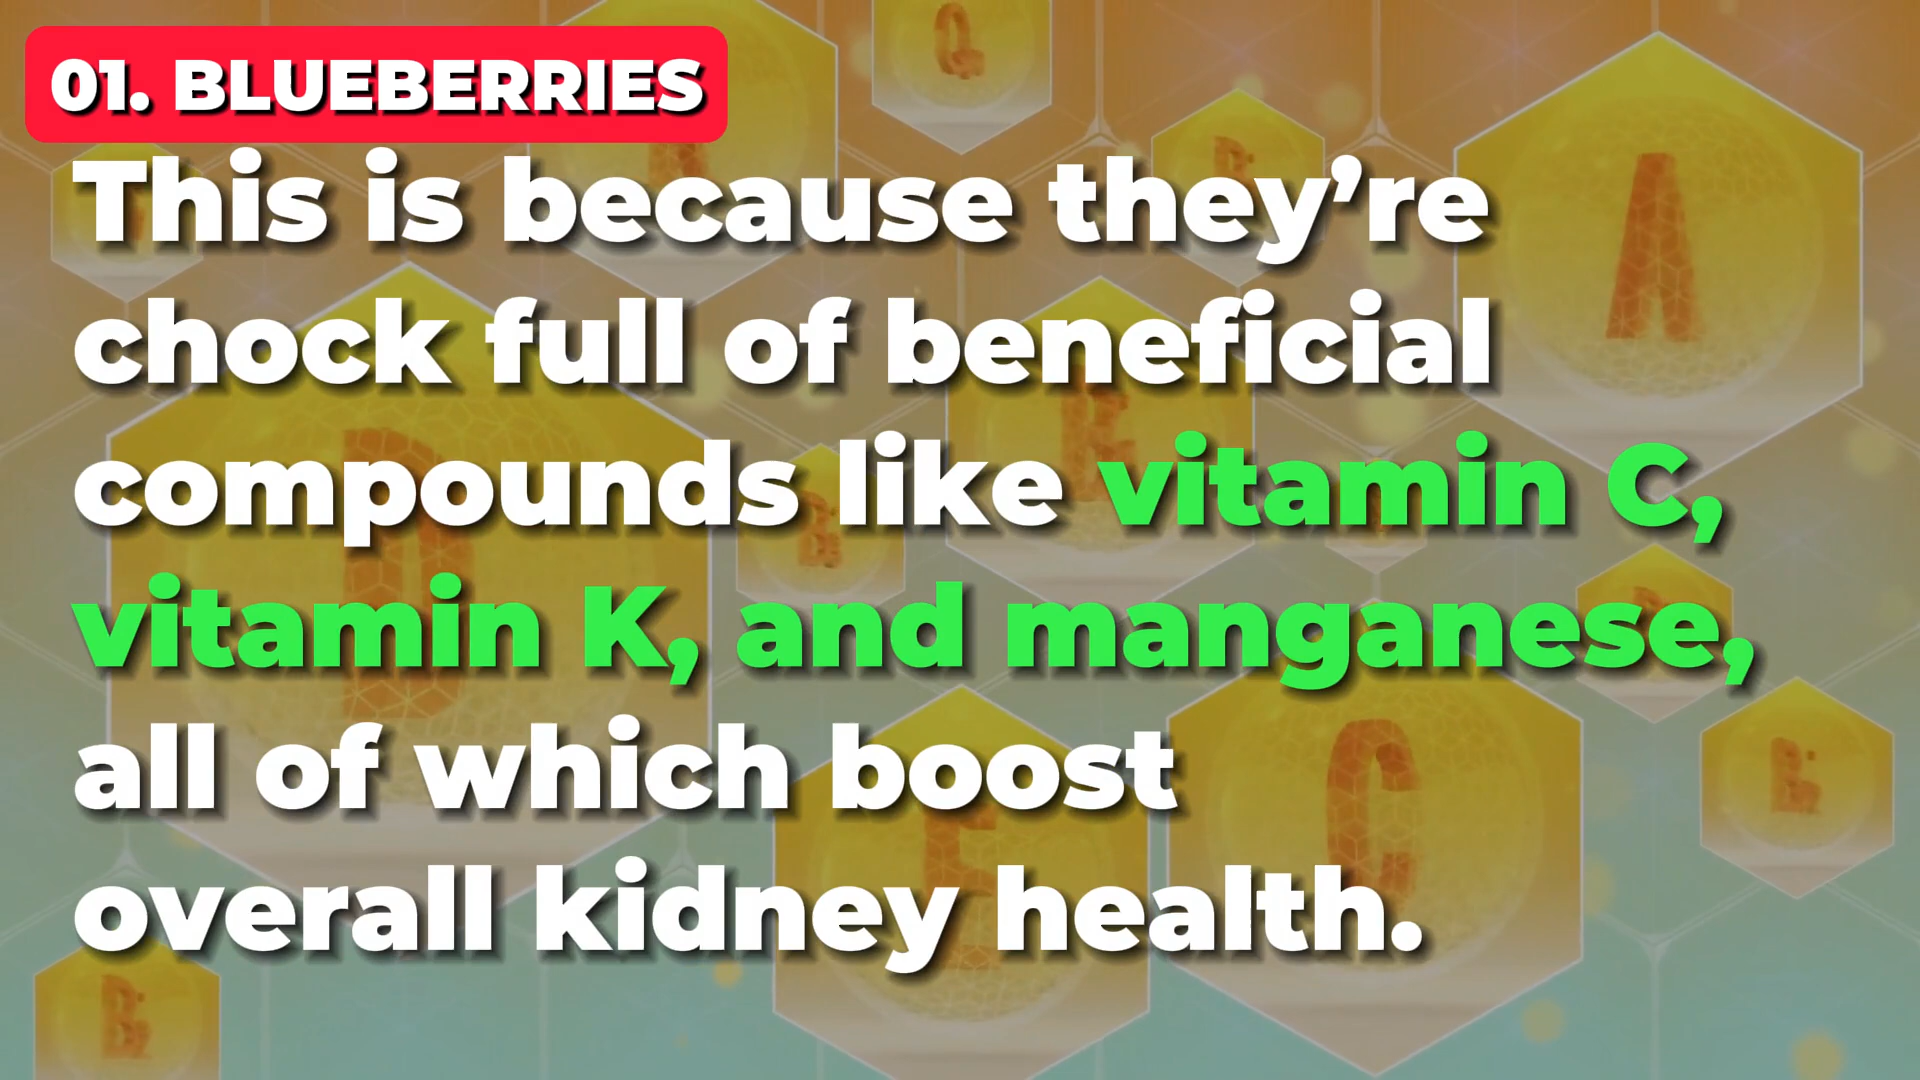 01. BLUEBERRIES
This is because they’re
chock full of beneficial
compounds like vitamin C,
vitamin K, and manganese,
all of which boost
overall kidney health.
A
D
E
C